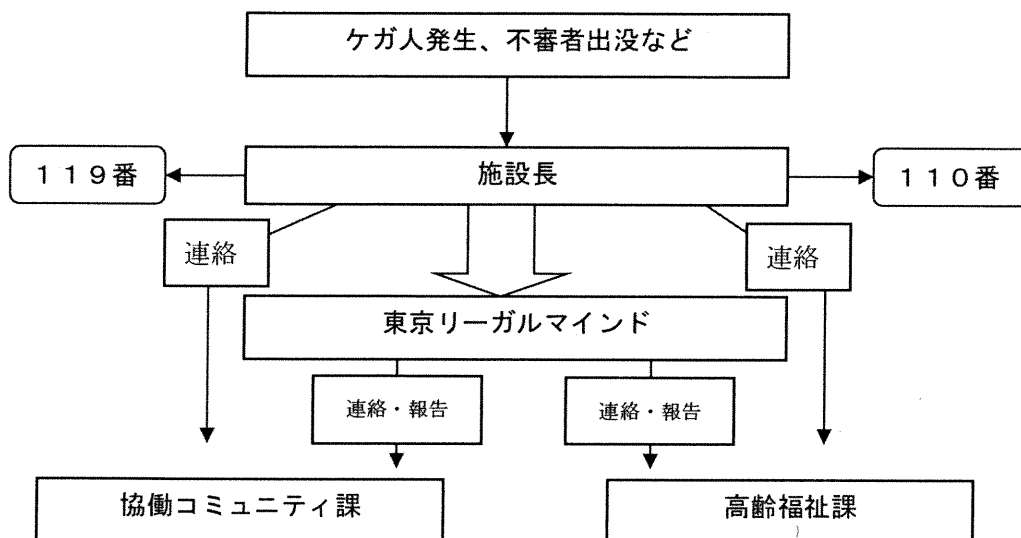 ケガ人発生、不審者出没など
119番
施設長
110番
連絡
連絡
東京リーガルマインド
連絡・報告
連絡・報告
協働コミュニティ課
高齢福祉課